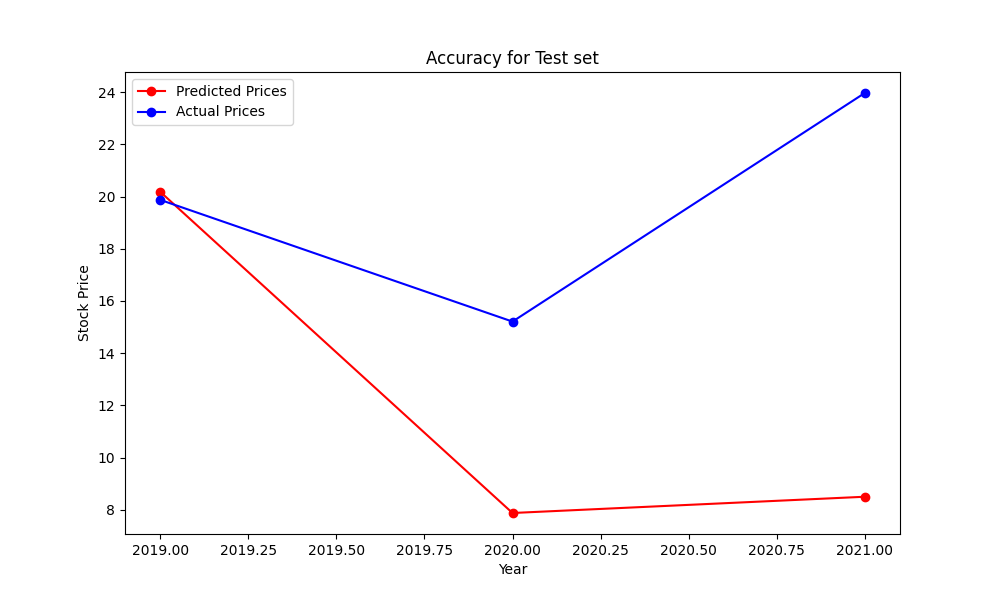 Accuracy for Test set
Predicted Prices
Actual Prices
24
22
20
18
16
14
12
10
8
Stock Price
2019.00 2019.25 2019.50 2019.75 2020.00 2020.25 2020.50 2020.75 2021.00
Year